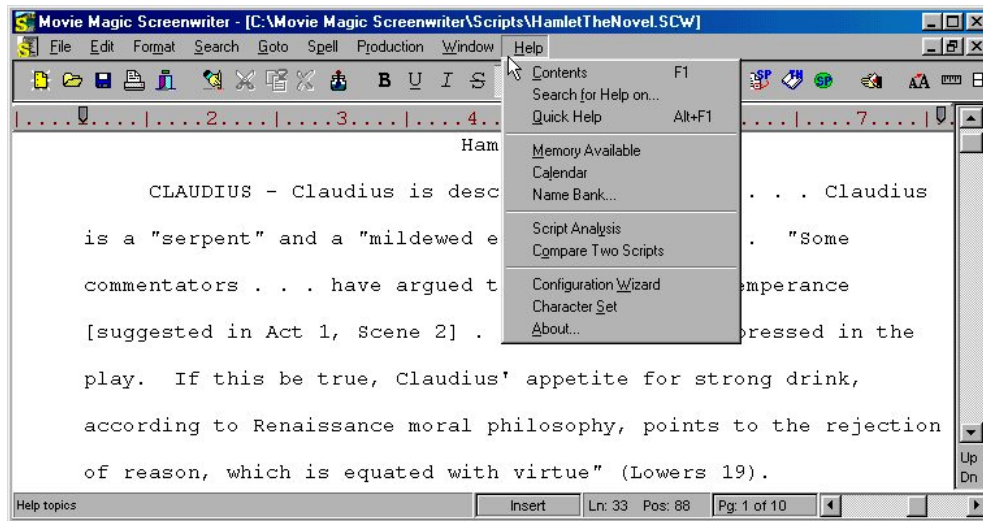 Movie Magic Screenwriter - [C:\Movie Magic Screenwriter\Scripts\HamletTheNovel.SCW]
File Edit Format Search Goto Spell Production Window Help
B U I S SP TH SP AA
|....|....2....|....3....|....4.. ....|....7....|
Contents F1
Search for Help on...
Quick Help Alt+F1
Memory Available
Calendar
Name Bank...
Script Analysis
Compare Two Scripts
Configuration Wizard
Character Set
About...
Ham
CLAUDIUS - Claudius is desc . . . Claudius
is a "serpent" and a "mildewed e . "Some
commentators . . . have argued t emperance
[suggested in Act 1, Scene 2] . pressed in the
play. If this be true, Claudius' appetite for strong drink,
according to Renaissance moral philosophy, points to the rejection
of reason, which is equated with virtue" (Lowers 19).
Up
Dn
Help topics Insert Ln: 33 Pos: 88 Pg: 1 of 10